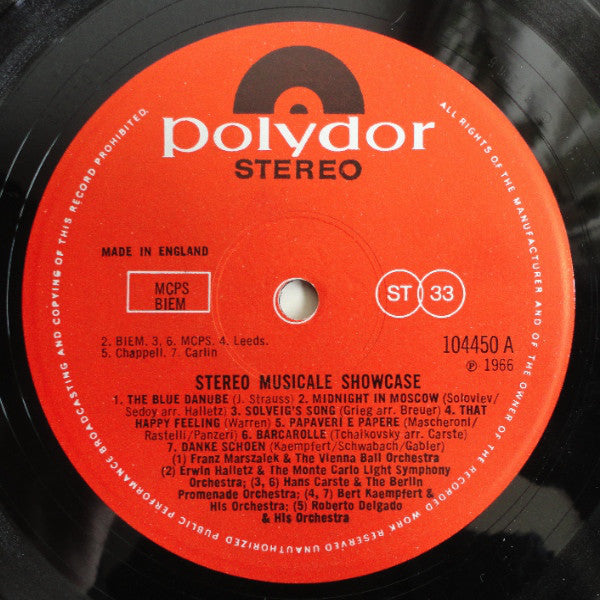 polydor
STEREO
ALL RIGHTS OF THE MANUFACTURER AND OF THE OWNER OF THE RECORDED WORK RESERVED UNAUTHORIZED PUBLIC PERFORMANCE BROADCASTING AND COPYING OF THIS RECORD PROHIBITED.
MADE IN ENGLAND
MCPS
BIEM
ST 33
2. BIEM. 3, 6. MCPS. 4. Leeds.
5. Chappell. 7. Carlin
104450 A
℗ 1966
STEREO MUSICALE SHOWCASE
1. THE BLUE DANUBE (J. Strauss) 2. MIDNIGHT IN MOSCOW (Soloviev/
Sedoy arr. Halletz) 3. SOLVEIG'S SONG (Grieg arr. Breuer) 4. THAT
HAPPY FEELING (Warren) 5. PAPAVERI E PAPERE (Mascheroni/
Rastelli/Panzeri) 6. BARCAROLLE (Tchaikovsky arr. Carste)
7. DANKE SCHOEN (Kaempfert/Schwabach/Gabler)
(1) Franz Marszalek & The Vienna Ball Orchestra
(2) Erwin Halletz & The Monte Carlo Light Symphony
Orchestra; (3, 6) Hans Carste & The Berlin
Promenade Orchestra; (4, 7) Bert Kaempfert &
His Orchestra; (5) Roberto Delgado
& His Orchestra